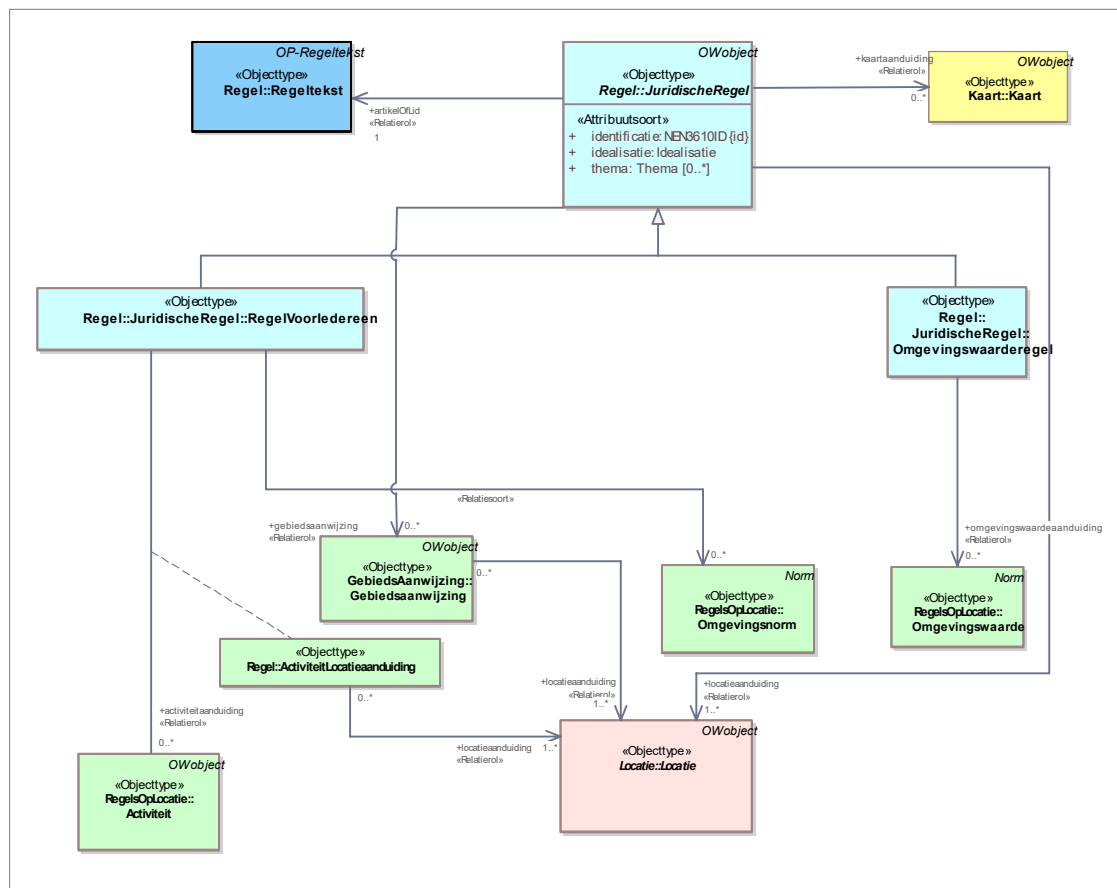 OP-Regeltekst
«Objecttype»
Regel::Regeltekst
OWobject
«Objecttype»
Regel::JuridischeRegel
«Attribuutsoort»
+ identificatie: NEN3610ID {id}
+ idealisatie: Idealisatie
+ thema: Thema [0..*]
OWobject
«Objecttype»
Kaart::Kaart
+kaartaanduiding
«Relatierol»
0..*
+artikelOfLid
«Relatierol»
1
«Objecttype»
Regel::JuridischeRegel::RegelVoorIedereen
«Objecttype»
Regel::
JuridischeRegel::
Omgevingswaarderegel
«Relatiesoort»
0..*
+gebiedsaanwijzing
«Relatierol»
0..*
+omgevingswaardeaanduiding
«Relatierol»
0..*
OWobject
«Objecttype»
GebiedsAanwijzing::
Gebiedsaanwijzing
0..*
Norm
«Objecttype»
RegelsOpLocatie::
Omgevingsnorm
Norm
«Objecttype»
RegelsOpLocatie::
Omgevingswaarde
«Objecttype»
Regel::ActiviteitLocatieaanduiding
0..*
+locatieaanduiding
«Relatierol»
1..*
+locatieaanduiding
«Relatierol»
1..*
+activiteitaanduiding
«Relatierol»
0..*
+locatieaanduiding
«Relatierol»
1..*
OWobject
«Objecttype»
Locatie::Locatie
OWobject
«Objecttype»
RegelsOpLocatie::
Activiteit